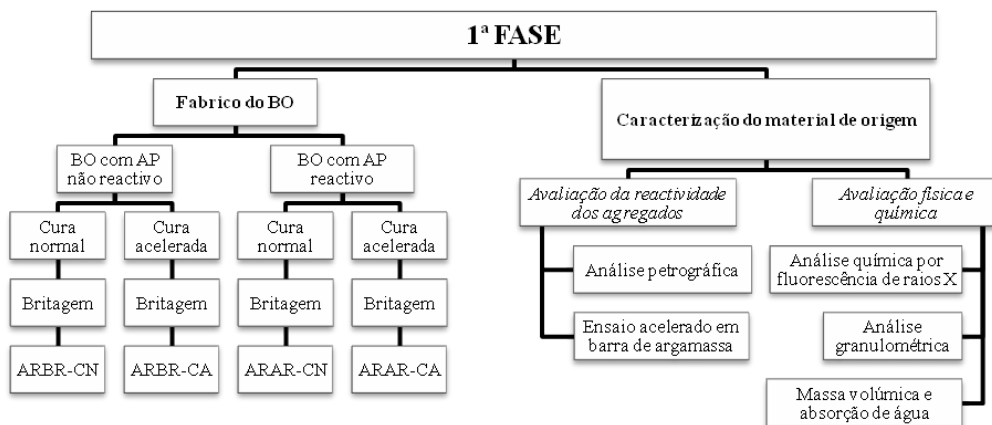 1ª FASE
Fabrico do BO
Caracterização do material de origem
BO com AP
não reactivo
BO com AP
reactivo
Avaliação da reactividade
dos agregados
Avaliação física e
química
Cura
normal
Cura
acelerada
Cura
normal
Cura
acelerada
Análise petrográfica
Análise química por
fluorescência de raios X
Britagem
Britagem
Britagem
Britagem
Ensaio acelerado em
barra de argamassa
Análise
granulométrica
ARBR-CN
ARBR-CA
ARAR-CN
ARAR-CA
Massa volúmica e
absorção de água